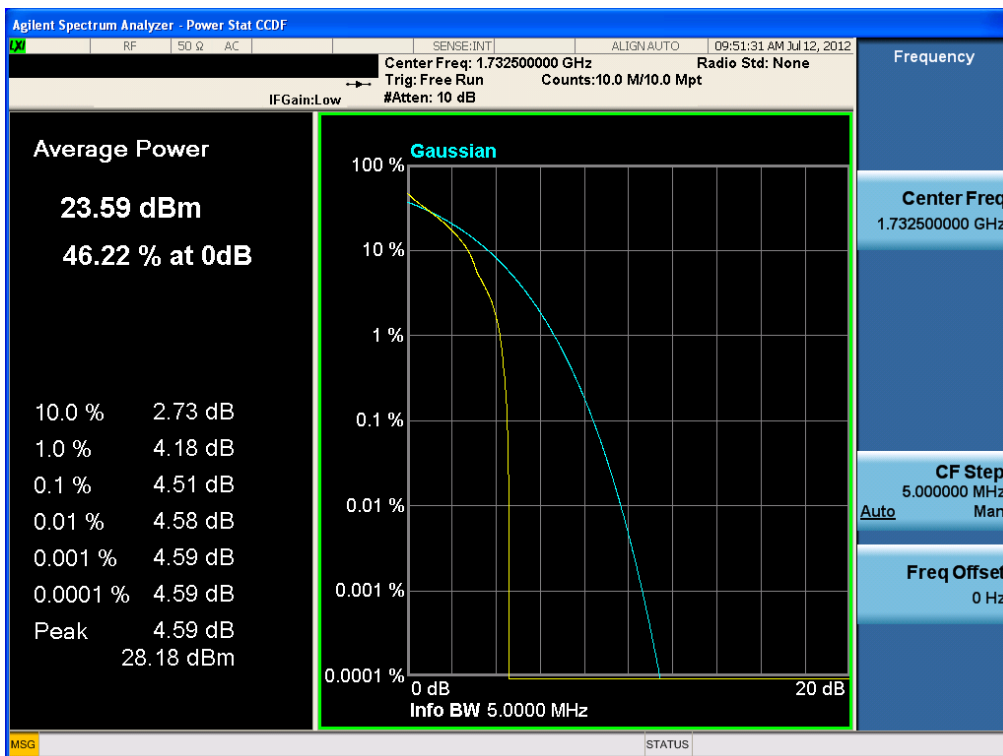 Agilent Spectrum Analyzer - Power Stat CCDF
LXI RF 50 Ω AC SENSE:INT ALIGN AUTO 09:51:31 AM Jul 12, 2012
Center Freq: 1.732500000 GHz Radio Std: None
Trig: Free Run Counts:10.0 M/10.0 Mpt
IFGain:Low #Atten: 10 dB
Average Power
23.59 dBm
46.22 % at 0dB
10.0 % 2.73 dB
1.0 % 4.18 dB
0.1 % 4.51 dB
0.01 % 4.58 dB
0.001 % 4.59 dB
0.0001 % 4.59 dB
Peak 4.59 dB
28.18 dBm
Gaussian
100 %
10 %
1 %
0.1 %
0.01 %
0.001 %
0.0001 %
0 dB 20 dB
Info BW 5.0000 MHz
Frequency
Center Freq
1.732500000 GHz
CF Step
5.000000 MHz
Auto Man
Freq Offset
0 Hz
MSG STATUS